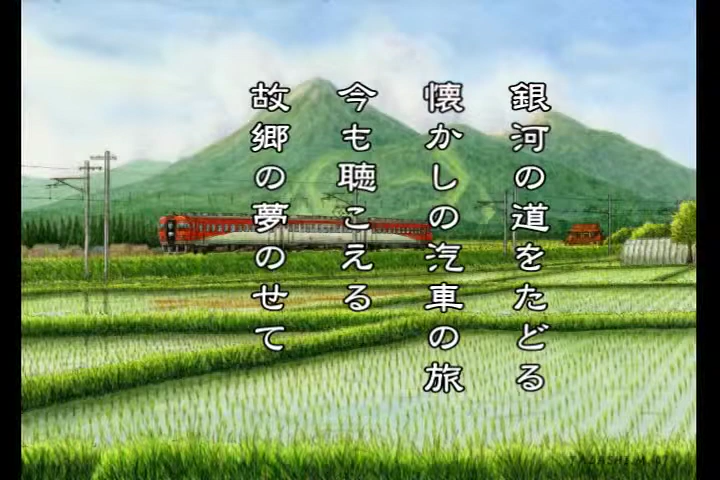 銀河の道をたどる
懐かしの汽車の旅
今も聴こえる
故郷の夢のせて